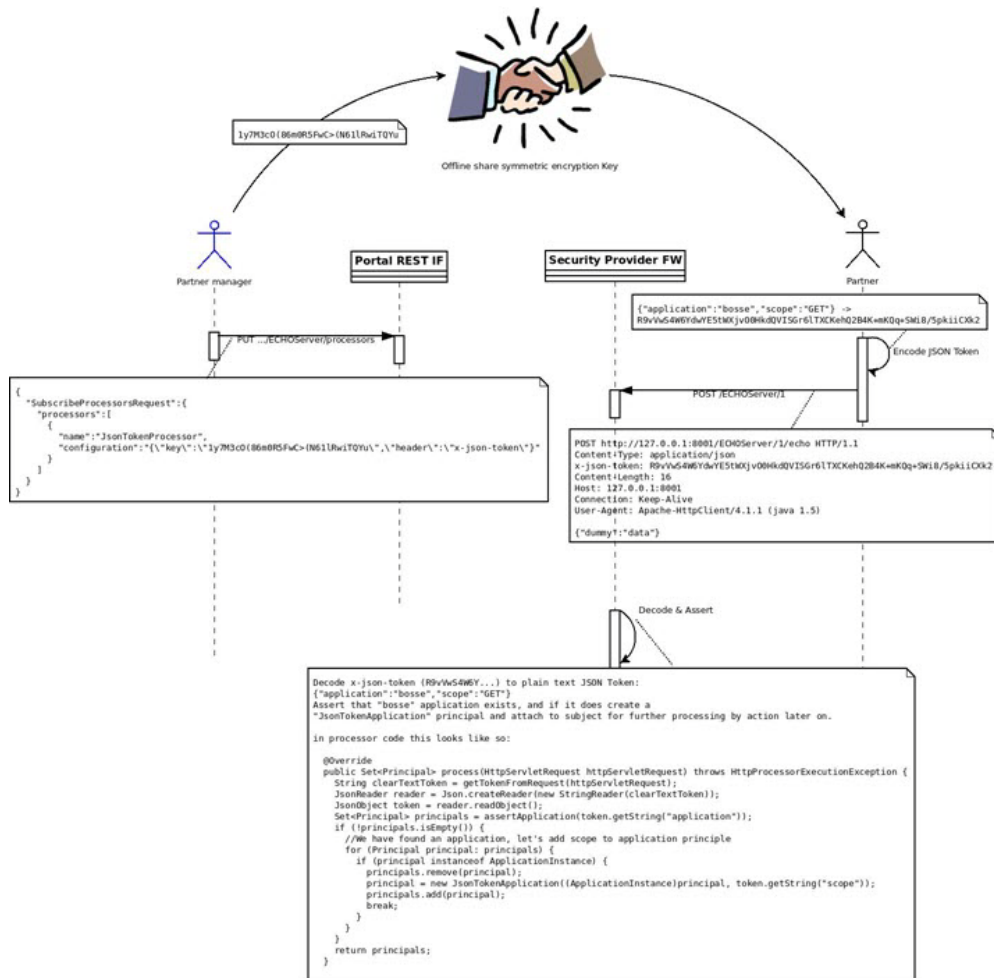 1y7M3cO(86m0R5FwC>(N61lRwiTQYu
Offline share symmetric encryption Key
Partner manager
Portal REST IF
Security Provider FW
Partner
{"application":"bosse","scope":"GET"} ->
R9vVwS4W6YdwYE5tWXjvO0HkdQVISGr6lTXCKehQ2B4K+mKQq+SWi8/5pkiiCXk2
Encode JSON Token
PUT .../ECHOServer/processors
POST /ECHOServer/1
{
"SubscribeProcessorsRequest":{
"processors":[
{
"name":"JsonTokenProcessor",
"configuration":"{\"key\":\"1y7M3cO(86m0R5FwC>(N61lRwiTQYu\",\"header\":\"x-json-token\"}"
}
]
}
}
POST http://127.0.0.1:8001/ECHOServer/1/echo HTTP/1.1
Content-Type: application/json
x-json-token: R9vVwS4W6YdwYE5tWXjvO0HkdQVISGr6lTXCKehQ2B4K+mKQq+SWi8/5pkiiCXk2
Content-Length: 16
Host: 127.0.0.1:8001
Connection: Keep-Alive
User-Agent: Apache-HttpClient/4.1.1 (java 1.5)
{"dummy":"data"}
Decode & Assert
Decode x-json-token (R9vVwS4W6Y...) to plain text JSON Token:
{"application":"bosse","scope":"GET"}
Assert that "bosse" application exists, and if it does create a
"JsonTokenApplication" principal and attach to subject for further processing by action later on.
in processor code this looks like so:
@Override
public Set<Principal> process(HttpServletRequest httpServletRequest) throws HttpProcessorExecutionException {
String clearTextToken = getTokenFromRequest(httpServletRequest);
JsonReader reader = Json.createReader(new StringReader(clearTextToken));
JsonObject token = reader.readObject();
Set<Principal> principals = assertApplication(token.getString("application"));
if (!principals.isEmpty()) {
//We have found an application, let's add scope to application principle
for (Principal principal: principals) {
if (principal instanceof ApplicationInstance) {
principals.remove(principal);
principal = new JsonTokenApplication((ApplicationInstance)principal, token.getString("scope"));
principals.add(principal);
break;
}
}
}
return principals;
}